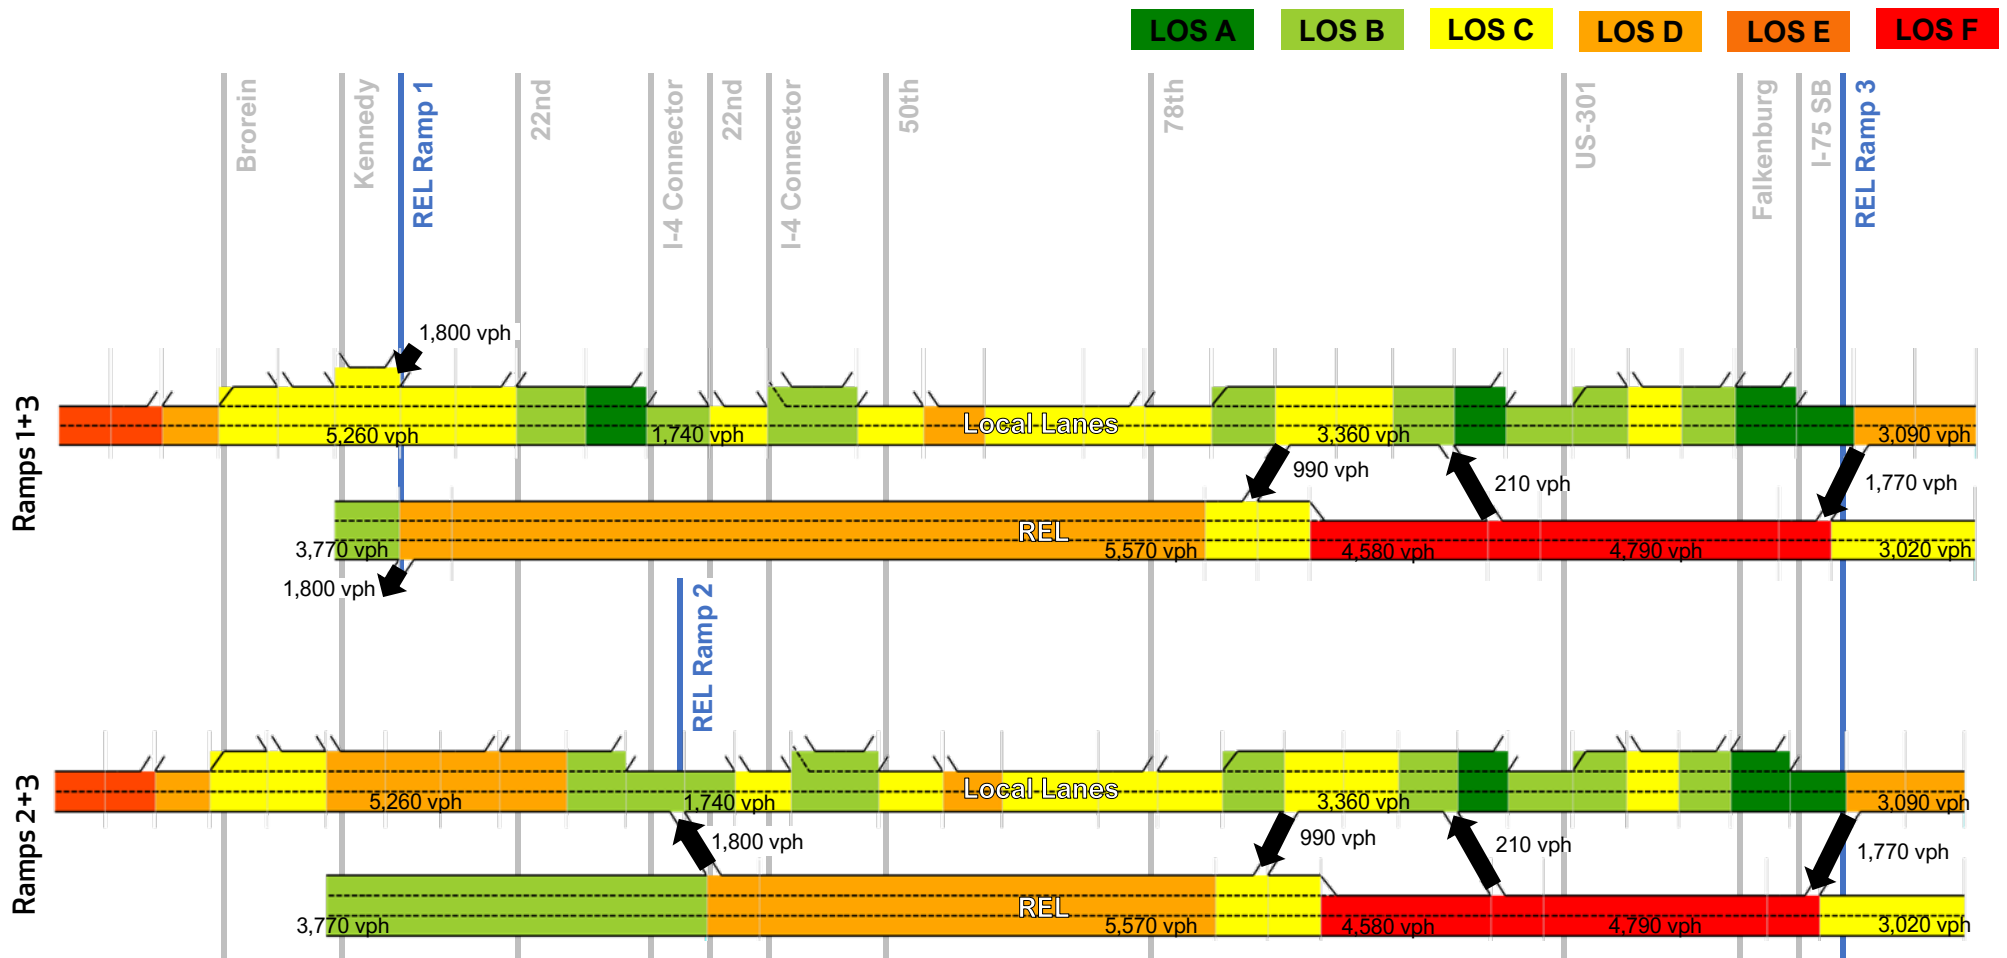 LOS A
LOS B
LOS C
LOS D
LOS E
LOS F
Brorein
Kennedy
REL Ramp 1
22nd
I-4 Connector
22nd
I-4 Connector
50th
78th
US-301
Falkenburg
I-75 SB
REL Ramp 3
Ramps 1+3
1,800 vph
5,260 vph
1,740 vph
Local Lanes
3,360 vph
3,090 vph
990 vph
210 vph
1,770 vph
3,770 vph
REL
5,570 vph
4,580 vph
4,790 vph
3,020 vph
1,800 vph
REL Ramp 2
Ramps 2+3
5,260 vph
1,740 vph
Local Lanes
3,360 vph
3,090 vph
1,800 vph
990 vph
210 vph
1,770 vph
3,770 vph
REL
5,570 vph
4,580 vph
4,790 vph
3,020 vph